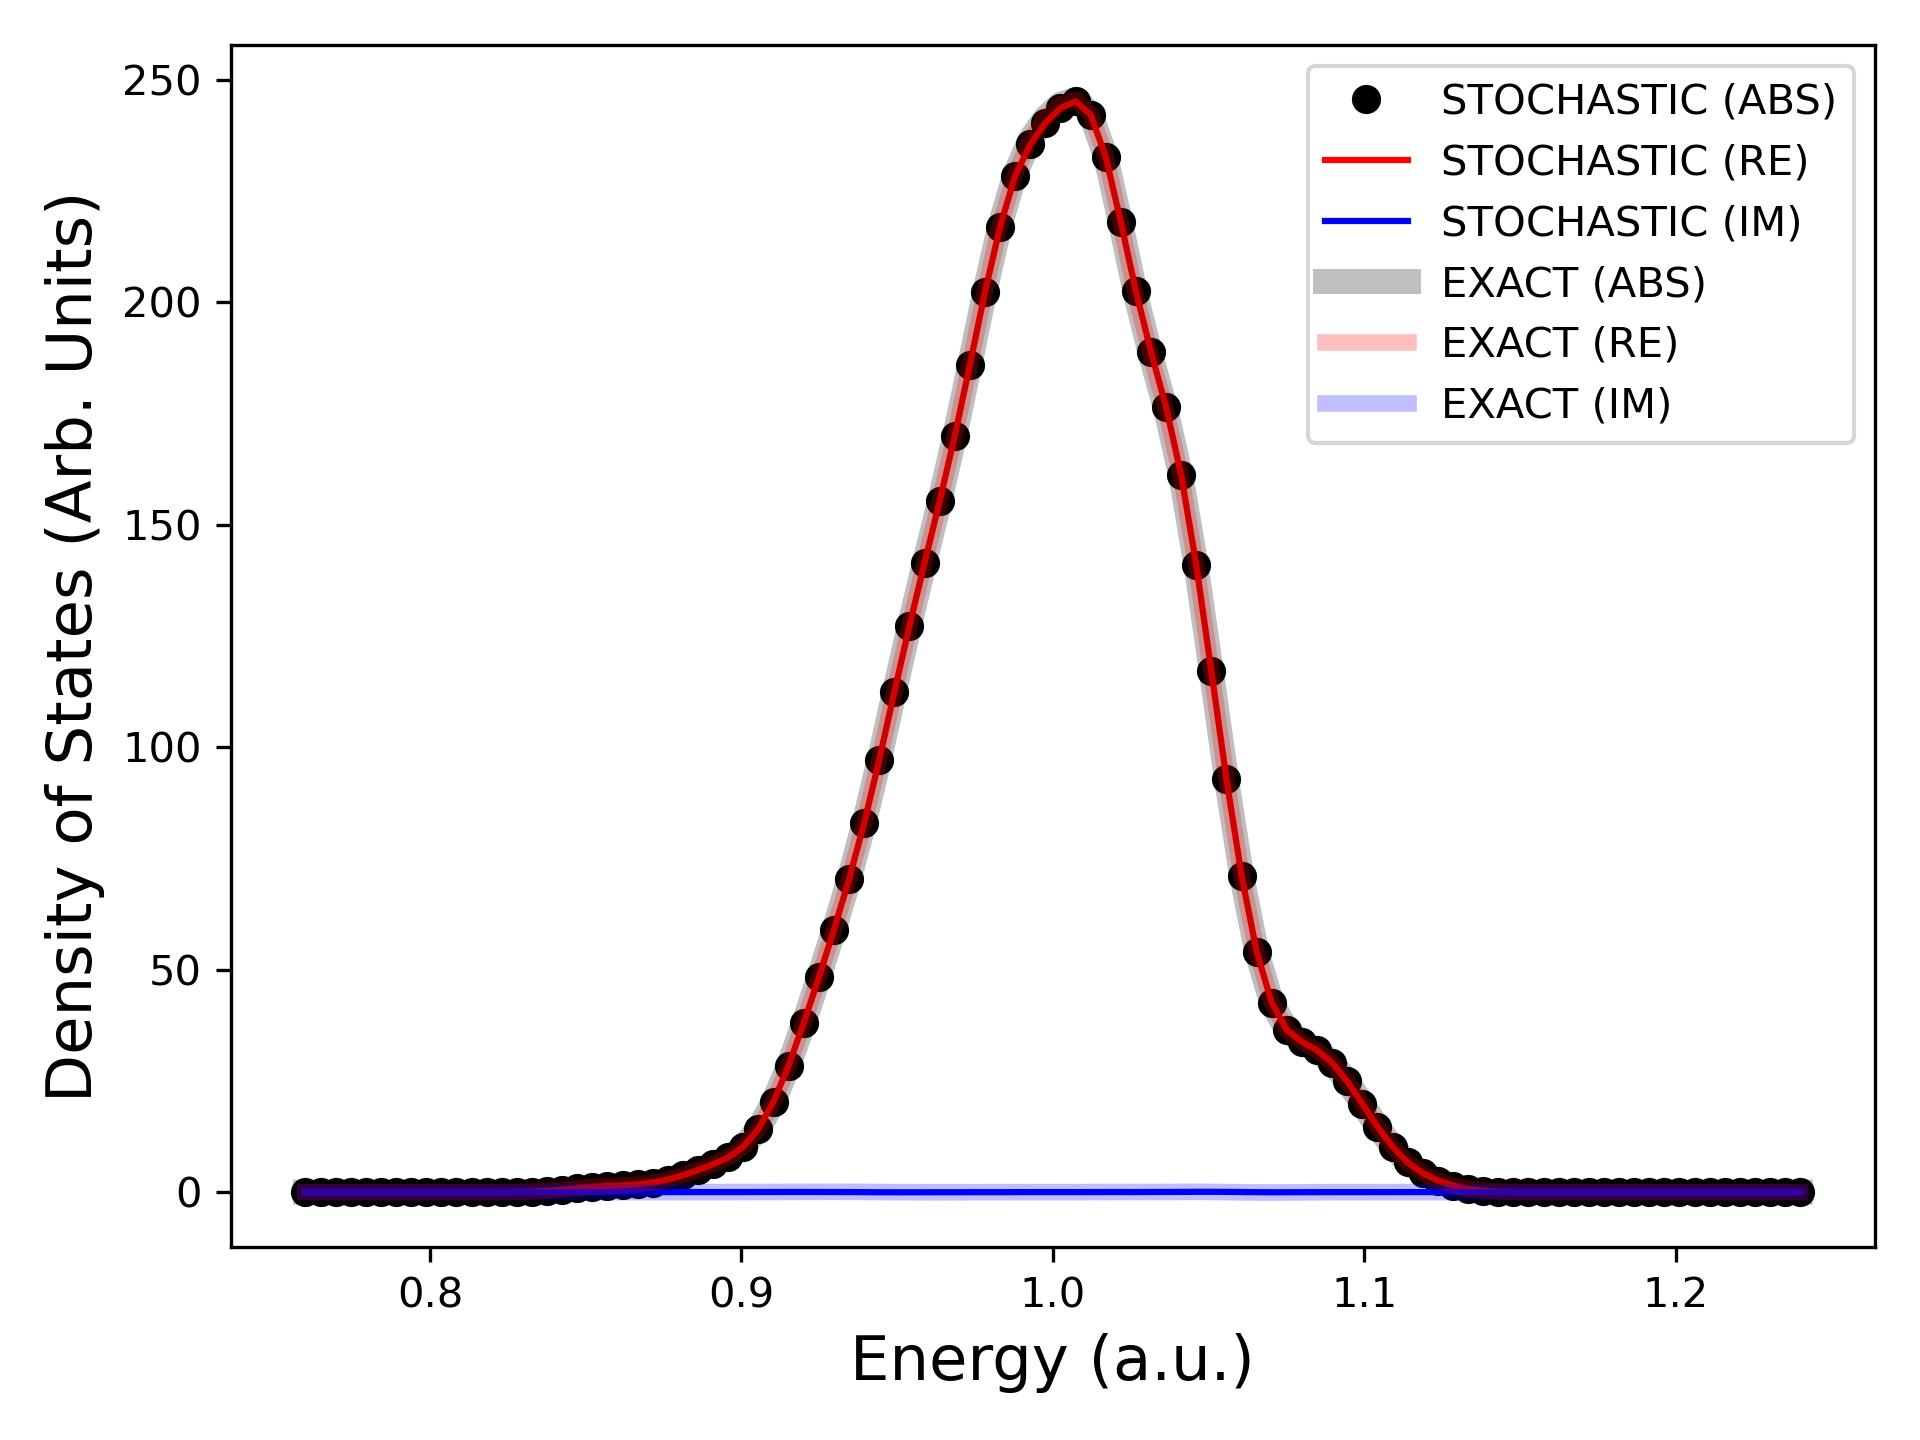 Density of States (Arb. Units)
250
200
150
100
50
0
STOCHASTIC (ABS)
STOCHASTIC (RE)
STOCHASTIC (IM)
EXACT (ABS)
EXACT (RE)
EXACT (IM)
0.8
0.9
1.0
1.1
1.2
Energy (a.u.)